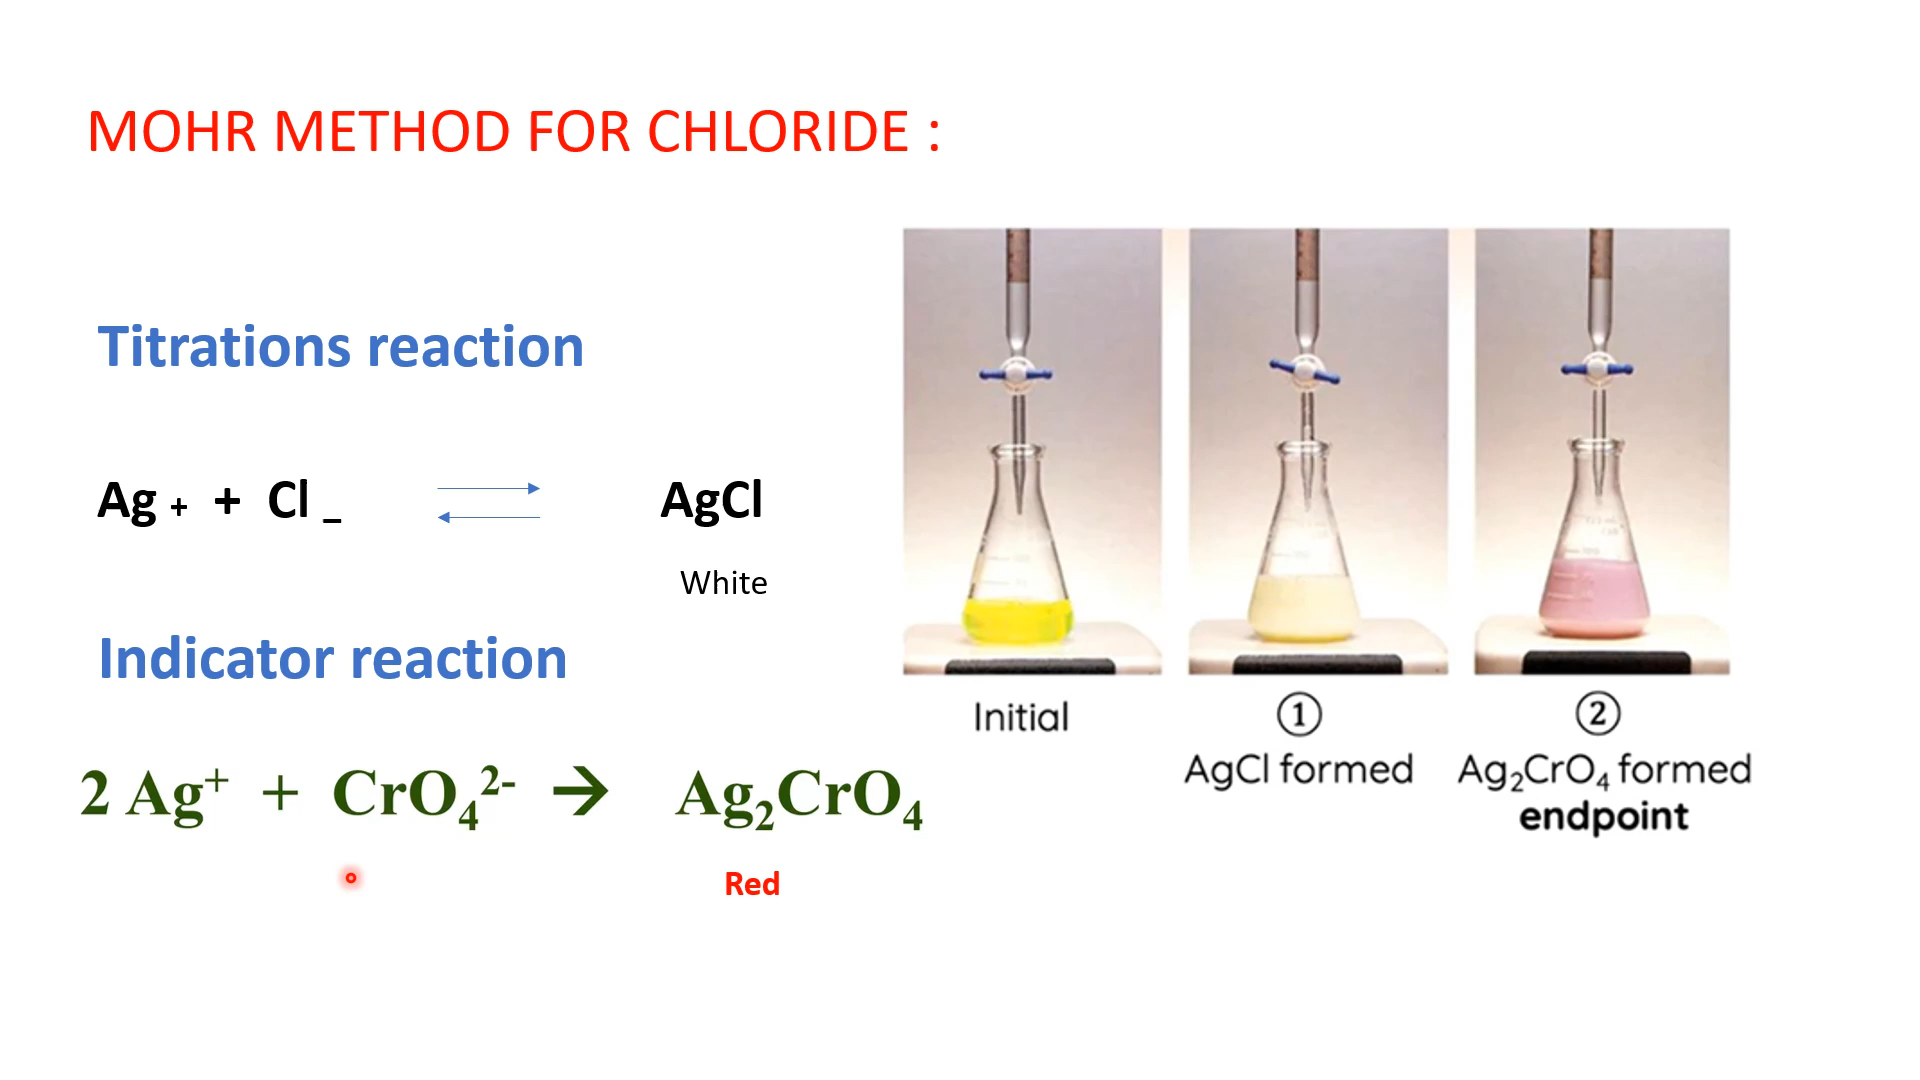 MOHR METHOD FOR CHLORIDE :
Titrations reaction
Ag + + Cl – ⇌ AgCl
White
Indicator reaction
2 Ag⁺ + CrO₄²⁻ → Ag₂CrO₄
Red
Initial
①
AgCl formed
②
Ag₂CrO₄ formed
endpoint